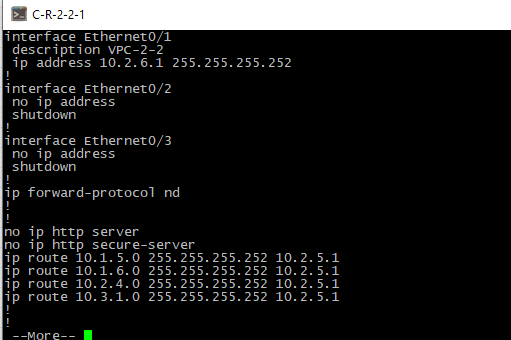 C-R-2-2-1
interface Ethernet0/1
 description VPC-2-2
 ip address 10.2.6.1 255.255.255.252
!
interface Ethernet0/2
 no ip address
 shutdown
!
interface Ethernet0/3
 no ip address
 shutdown
!
ip forward-protocol nd
!
!
no ip http server
no ip http secure-server
ip route 10.1.5.0 255.255.255.252 10.2.5.1
ip route 10.1.6.0 255.255.255.252 10.2.5.1
ip route 10.2.4.0 255.255.255.252 10.2.5.1
ip route 10.3.1.0 255.255.255.252 10.2.5.1
!
!
 --More--